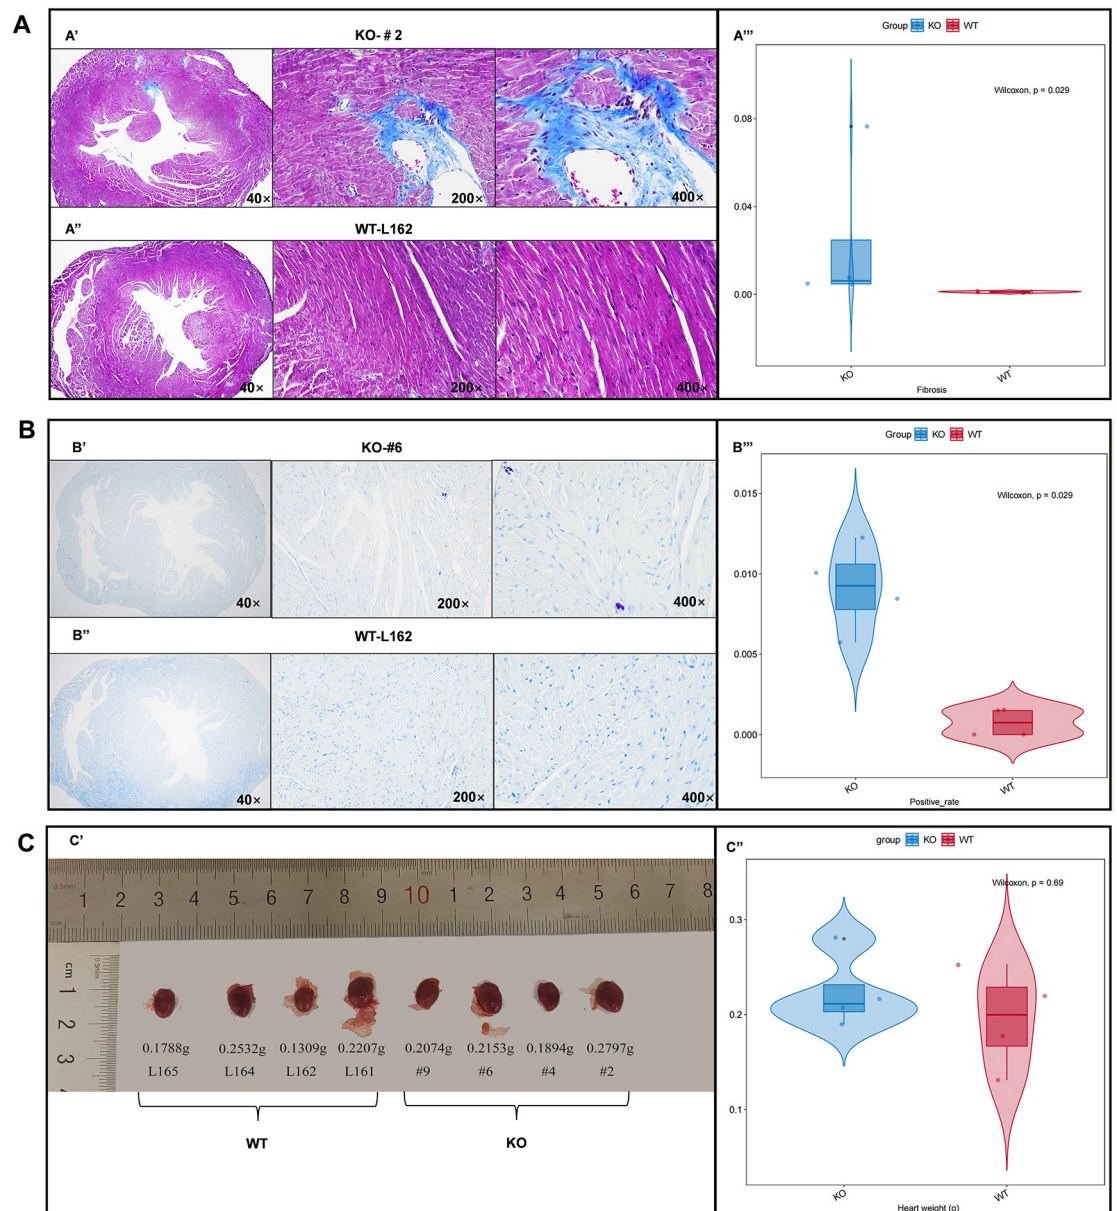 A
A’
KO- # 2
40×
200×
400×
A’’
WT-L162
40×
200×
400×
A’’’
Group KO WT
Wilcoxon, p = 0.029
0.08
0.04
0.00
KO
WT
Fibrosis
B
B’
KO-#6
40×
200×
400×
B’’
WT-L162
40×
200×
400×
B’’’
Group KO WT
Wilcoxon, p = 0.029
0.015
0.010
0.005
0.000
KO
WT
Positive_rate
C
C’
0.5mm
mm
1 2 3 4 5 6 7 8 9 10 1 2 3 4 5 6 7 8
mm
cm
0.5mm
1
2
3
0.1788g 0.2532g 0.1309g 0.2207g 0.2074g 0.2153g 0.1894g 0.2797g
L165 L164 L162 L161 #9 #6 #4 #2
WT
KO
C’’
group KO WT
Wilcoxon, p = 0.69
0.3
0.2
0.1
KO
WT
Heart weight (g)